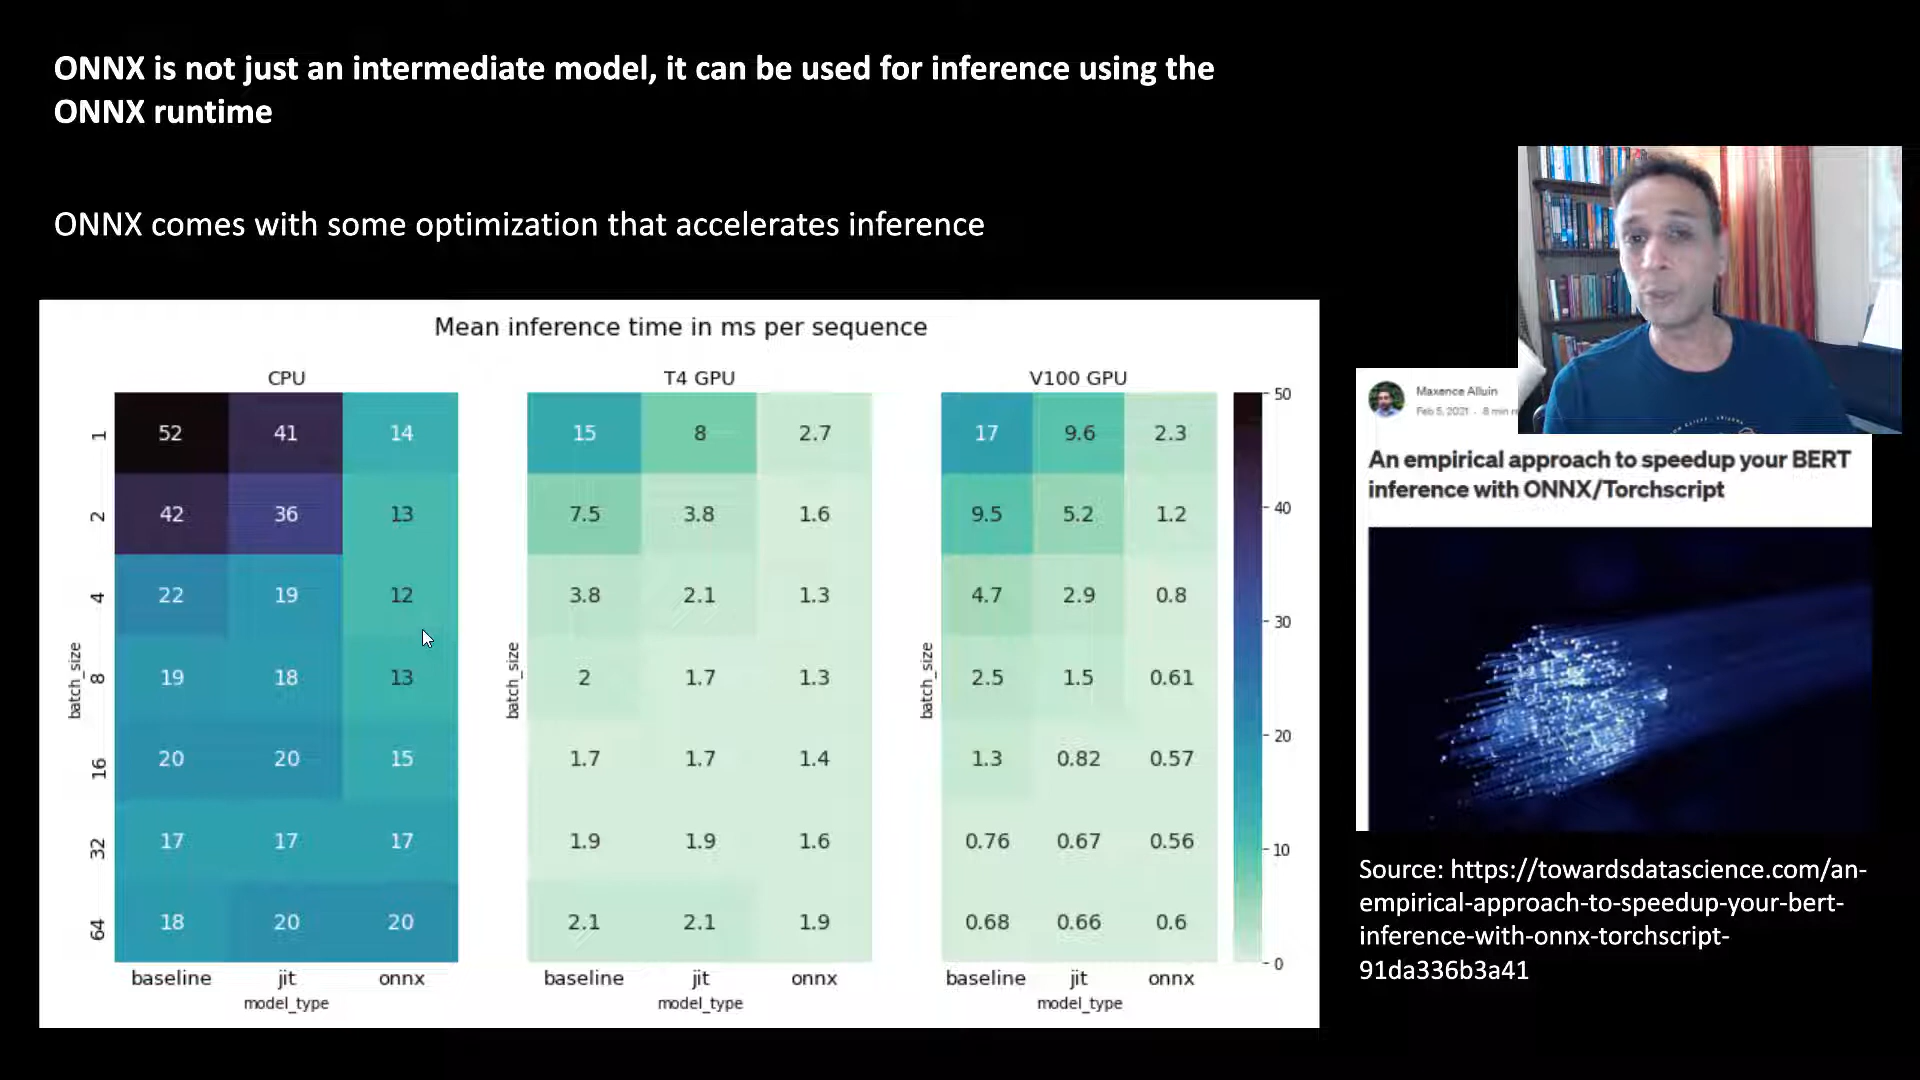 ONNX is not just an intermediate model, it can be used for inference using the
ONNX runtime
ONNX comes with some optimization that accelerates inference
Mean inference time in ms per sequence
CPU
T4 GPU
V100 GPU
batch_size
1 52 41 14
2 42 36 13
4 22 19 12
8 19 18 13
16 20 20 15
32 17 17 17
64 18 20 20
baseline jit onnx
model_type
batch_size
15 8 2.7
7.5 3.8 1.6
3.8 2.1 1.3
2 1.7 1.3
1.7 1.7 1.4
1.9 1.9 1.6
2.1 2.1 1.9
baseline jit onnx
model_type
batch_size
17 9.6 2.3
9.5 5.2 1.2
4.7 2.9 0.8
2.5 1.5 0.61
1.3 0.82 0.57
0.76 0.67 0.56
0.68 0.66 0.6
baseline jit onnx
model_type
50
40
30
20
10
0
Maxence Alluin
Feb 5, 2021 · 8 min
An empirical approach to speedup your BERT
inference with ONNX/Torchscript
Source: https://towardsdatascience.com/an-
empirical-approach-to-speedup-your-bert-
inference-with-onnx-torchscript-
91da336b3a41